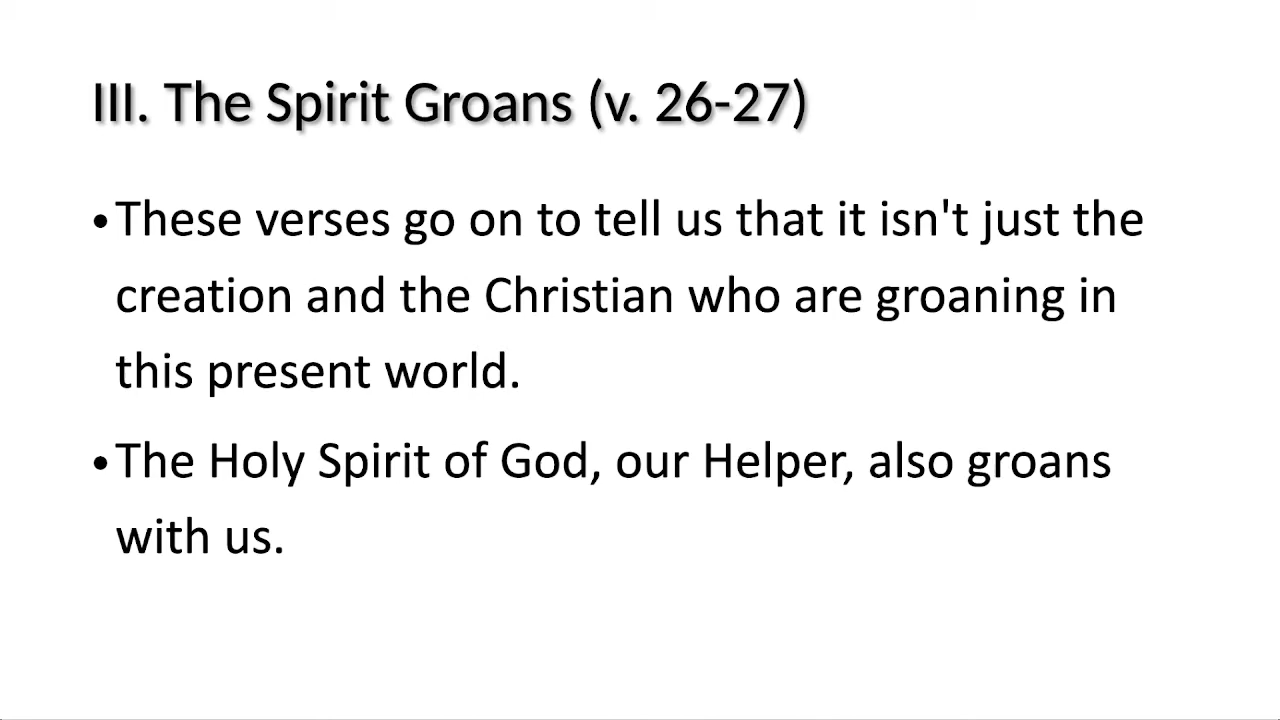 III. The Spirit Groans (v. 26-27)
•These verses go on to tell us that it isn't just the
creation and the Christian who are groaning in
this present world.
•The Holy Spirit of God, our Helper, also groans
with us.